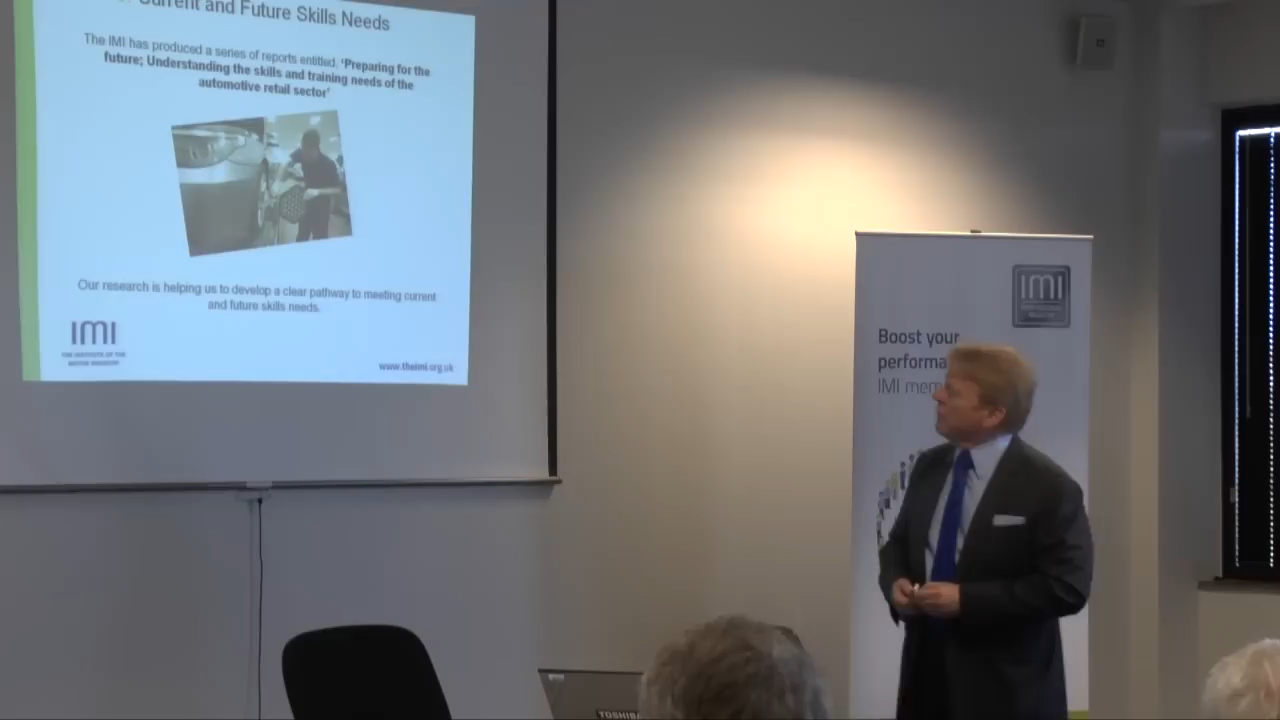 Current and Future Skills Needs
The IMI has produced a series of reports entitled, 'Preparing for the
future; Understanding the skills and training needs of the
automotive retail sector'
Our research is helping us to develop a clear pathway to meeting current
and future skills needs.
IMI
THE INSTITUTE OF THE
MOTOR INDUSTRY
www.theimi.org.uk
IMI
Boost your
performa
IMI mem
TOSHIBA